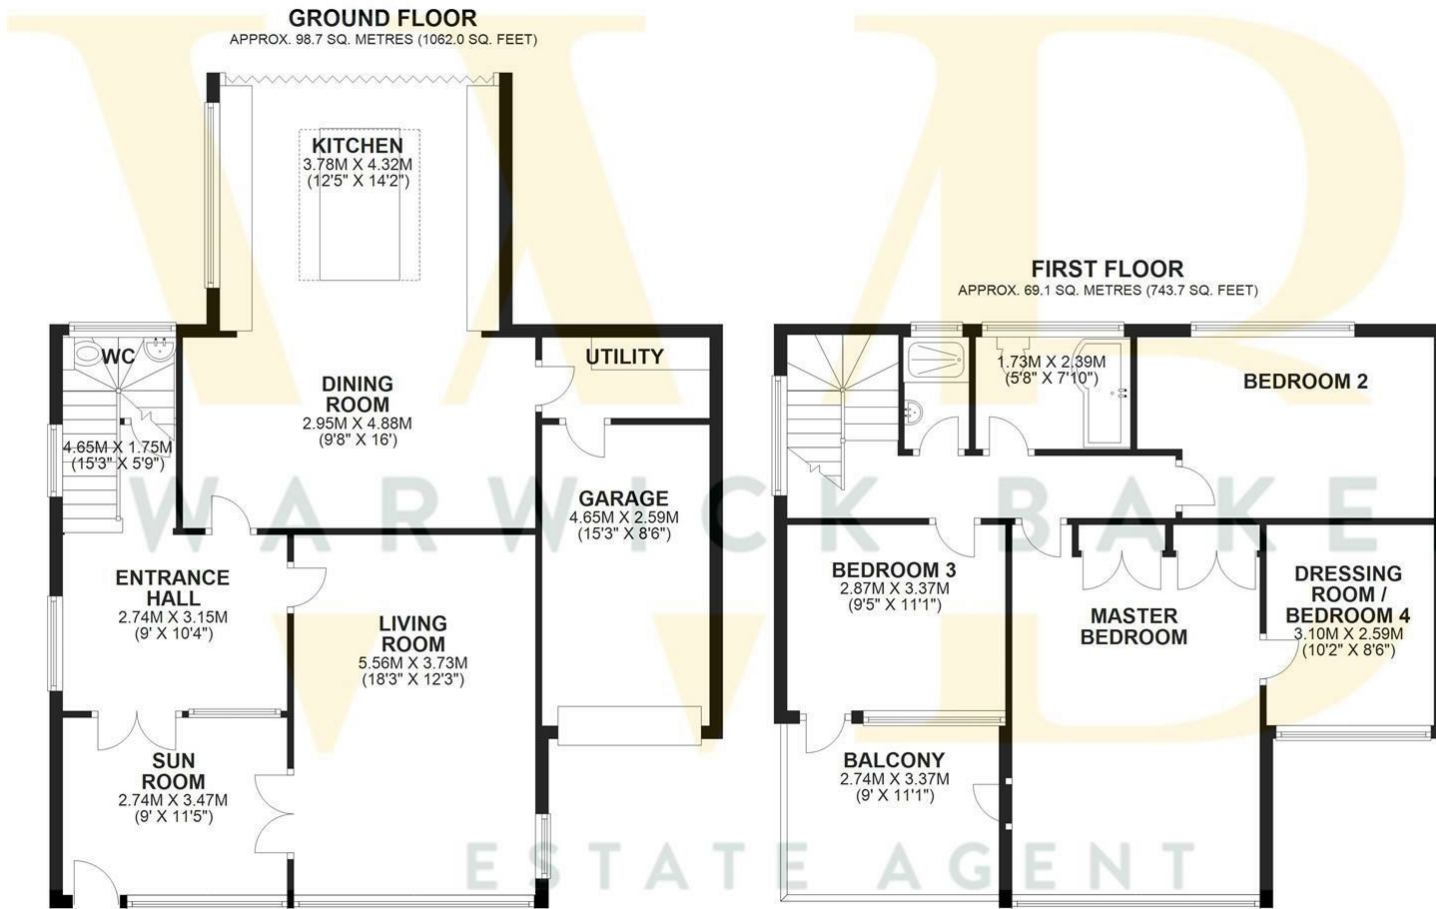 GROUND FLOOR
APPROX. 98.7 SQ. METRES (1062.0 SQ. FEET)
KITCHEN
3.78M X 4.32M
(12'5" X 14'2")
WC
DINING
ROOM
2.95M X 4.88M
(9'8" X 16')
UTILITY
4.65M X 1.75M
(15'3" X 5'9")
GARAGE
4.65M X 2.59M
(15'3" X 8'6")
ENTRANCE
HALL
2.74M X 3.15M
(9' X 10'4")
LIVING
ROOM
5.56M X 3.73M
(18'3" X 12'3")
SUN
ROOM
2.74M X 3.47M
(9' X 11'5")
FIRST FLOOR
APPROX. 69.1 SQ. METRES (743.7 SQ. FEET)
1.73M X 2.39M
(5'8" X 7'10")
BEDROOM 2
BEDROOM 3
2.87M X 3.37M
(9'5" X 11'1")
MASTER
BEDROOM
DRESSING
ROOM /
BEDROOM 4
3.10M X 2.59M
(10'2" X 8'6")
BALCONY
2.74M X 3.37M
(9' X 11'1")
WARWICK BAKE
ESTATE AGENT